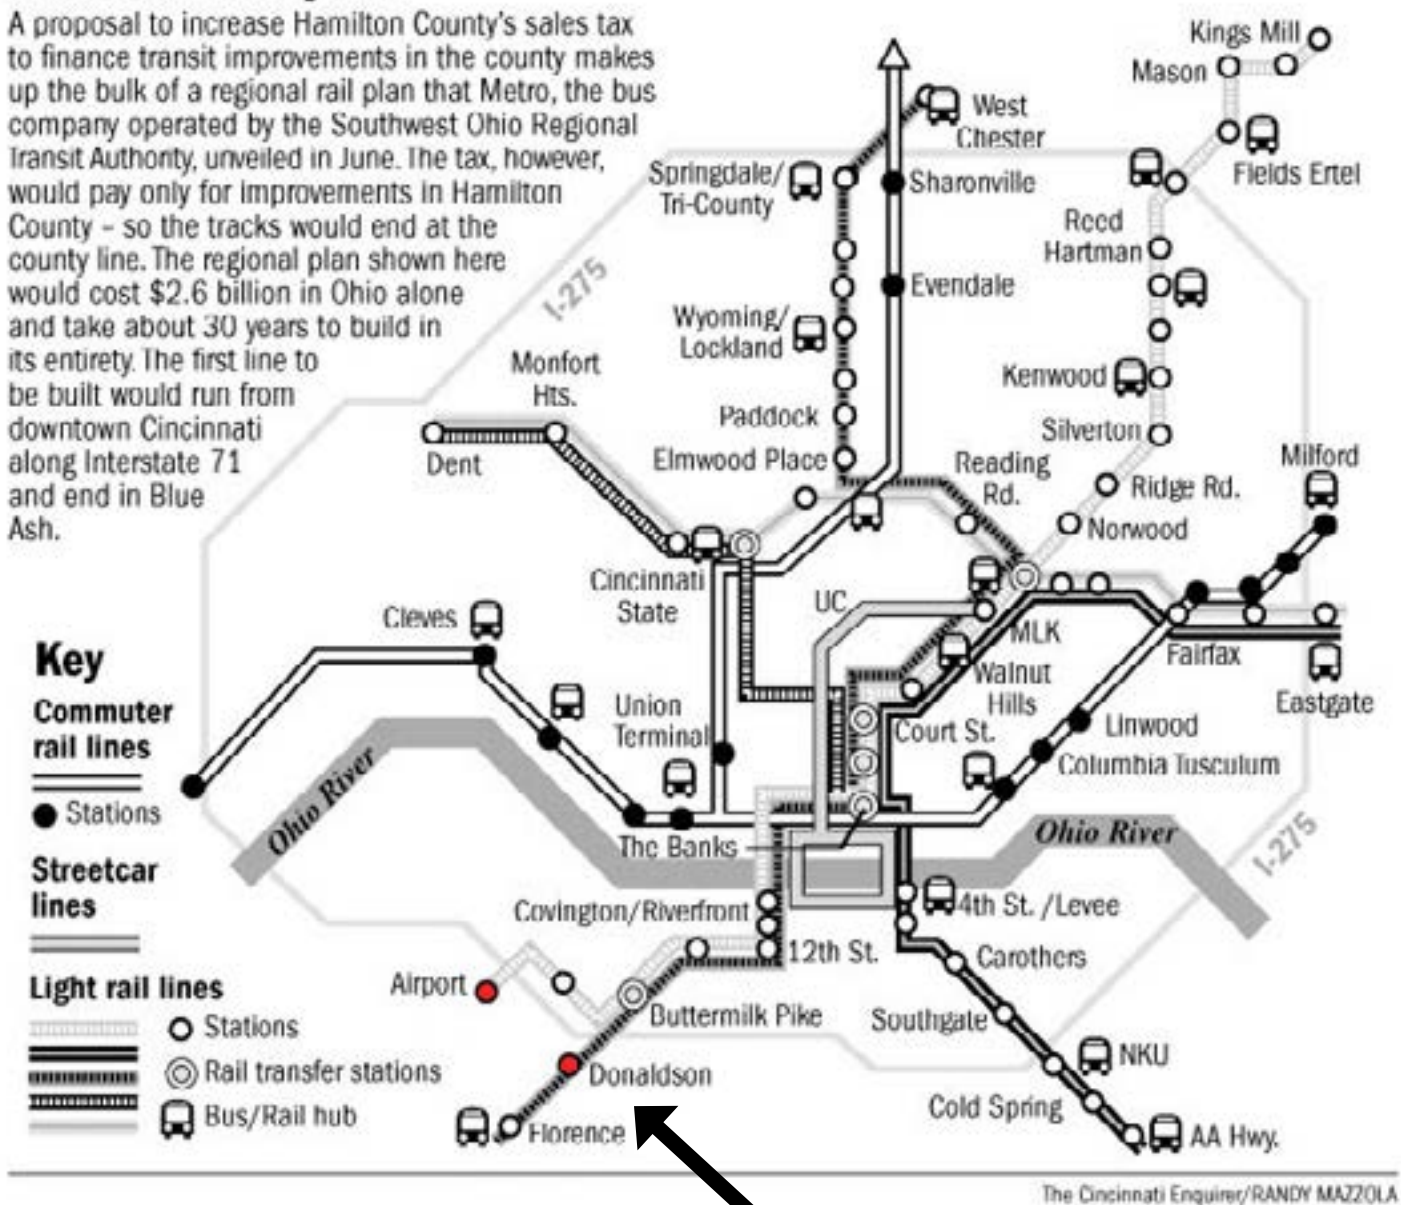 A proposal to increase Hamilton County's sales tax
to finance transit improvements in the county makes
up the bulk of a regional rail plan that Metro, the bus
company operated by the Southwest Ohio Regional
Transit Authority, unveiled in June. The tax, however,
would pay only for improvements in Hamilton
County – so the tracks would end at the
county line. The regional plan shown here
would cost $2.6 billion in Ohio alone
and take about 30 years to build in
its entirety. The first line to
be built would run from
downtown Cincinnati
along Interstate 71
and end in Blue
Ash.
Kings Mill
Mason
West
Chester
Fields Ertel
Springdale/
Tri-County
Sharonville
Reed
Hartman
I-275
Evendale
Wyoming/
Lockland
Monfort
Hts.
Kenwood
Paddock
Silverton
Dent
Elmwood Place
Reading
Rd.
Milford
Ridge Rd.
Norwood
Cincinnati
State
UC
Cleves
MLK
Fairfax
Walnut
Hills
Eastgate
Union
Terminal
Court St.
Linwood
Columbia Tusculum
Ohio River
The Banks
Ohio River
I-275
Covington/Riverfront
4th St. /Levee
12th St.
Carothers
Airport
Buttermilk Pike
Southgate
NKU
Donaldson
Cold Spring
Florence
AA Hwy.
Key
Commuter
rail lines
Stations
Streetcar
lines
Light rail lines
Stations
Rail transfer stations
Bus/Rail hub
The Cincinnati Enquirer/RANDY MAZZOLA